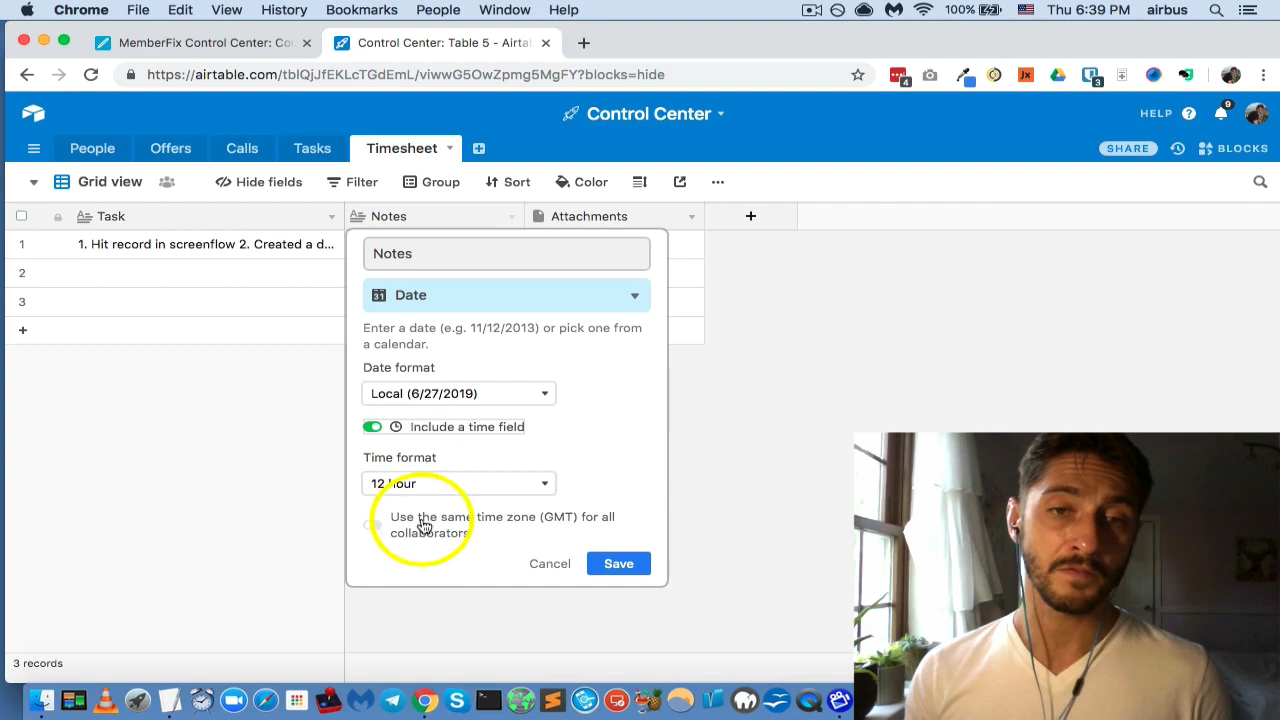 Chrome File Edit View History Bookmarks People Window Help 100% Thu 6:39 PM airbus
MemberFix Control Center: Co
Control Center: Table 5 - Airta
https://airtable.com/tblQjJfEKLcTGdEmL/viwwG5OwZpmg5MgFY?blocks=hide
4
Jx
3
Control Center
HELP
9
People Offers Calls Tasks Timesheet
SHARE
BLOCKS
Grid view
Hide fields
Filter
Group
Sort
Color
Task
Notes
Attachments
1
1. Hit record in screenflow 2. Created a d...
2
3
Notes
31 Date
Enter a date (e.g. 11/12/2013) or pick one from
a calendar.
Date format
Local (6/27/2019)
Include a time field
Time format
12 hour
Use the same time zone (GMT) for all
collaborators
Cancel
Save
3 records